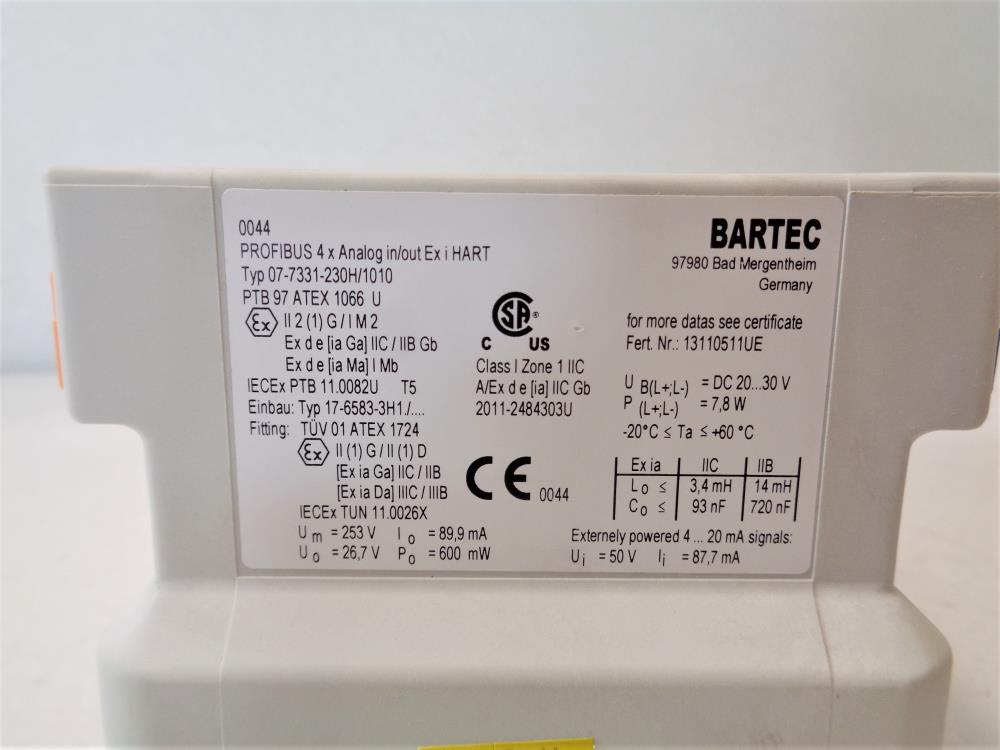 0044
PROFIBUS 4 x Analog in/out Ex i HART
Typ 07-7331-230H/1010
PTB 97 ATEX 1066 U
Ex II 2 (1) G / I M 2
Ex d e [ia Ga] IIC / IIB Gb
Ex d e [ia Ma] I Mb
IECEx PTB 11.0082U T5
Einbau: Typ 17-6583-3H1./....
Fitting: TÜV 01 ATEX 1724
Ex II (1) G / II (1) D
[Ex ia Ga] IIC / IIB
[Ex ia Da] IIIC / IIIB
IECEx TUN 11.0026X
Um = 253 V Io = 89,9 mA
Uo = 26,7 V Po = 600 mW
SA®
C US
Class I Zone 1 IIC
A/Ex d e [ia] IIC Gb
2011-2484303U
CE 0044
BARTEC
97980 Bad Mergentheim
Germany
for more datas see certificate
Fert. Nr.: 13110511UE
U B(L+;L-) = DC 20...30 V
P (L+;L-) = 7,8 W
-20°C ≤ Ta ≤ +60 °C
Ex ia IIC IIB
Lo ≤ 3,4 mH 14 mH
Co ≤ 93 nF 720 nF
Externely powered 4 ... 20 mA signals:
Ui = 50 V Ii = 87,7 mA